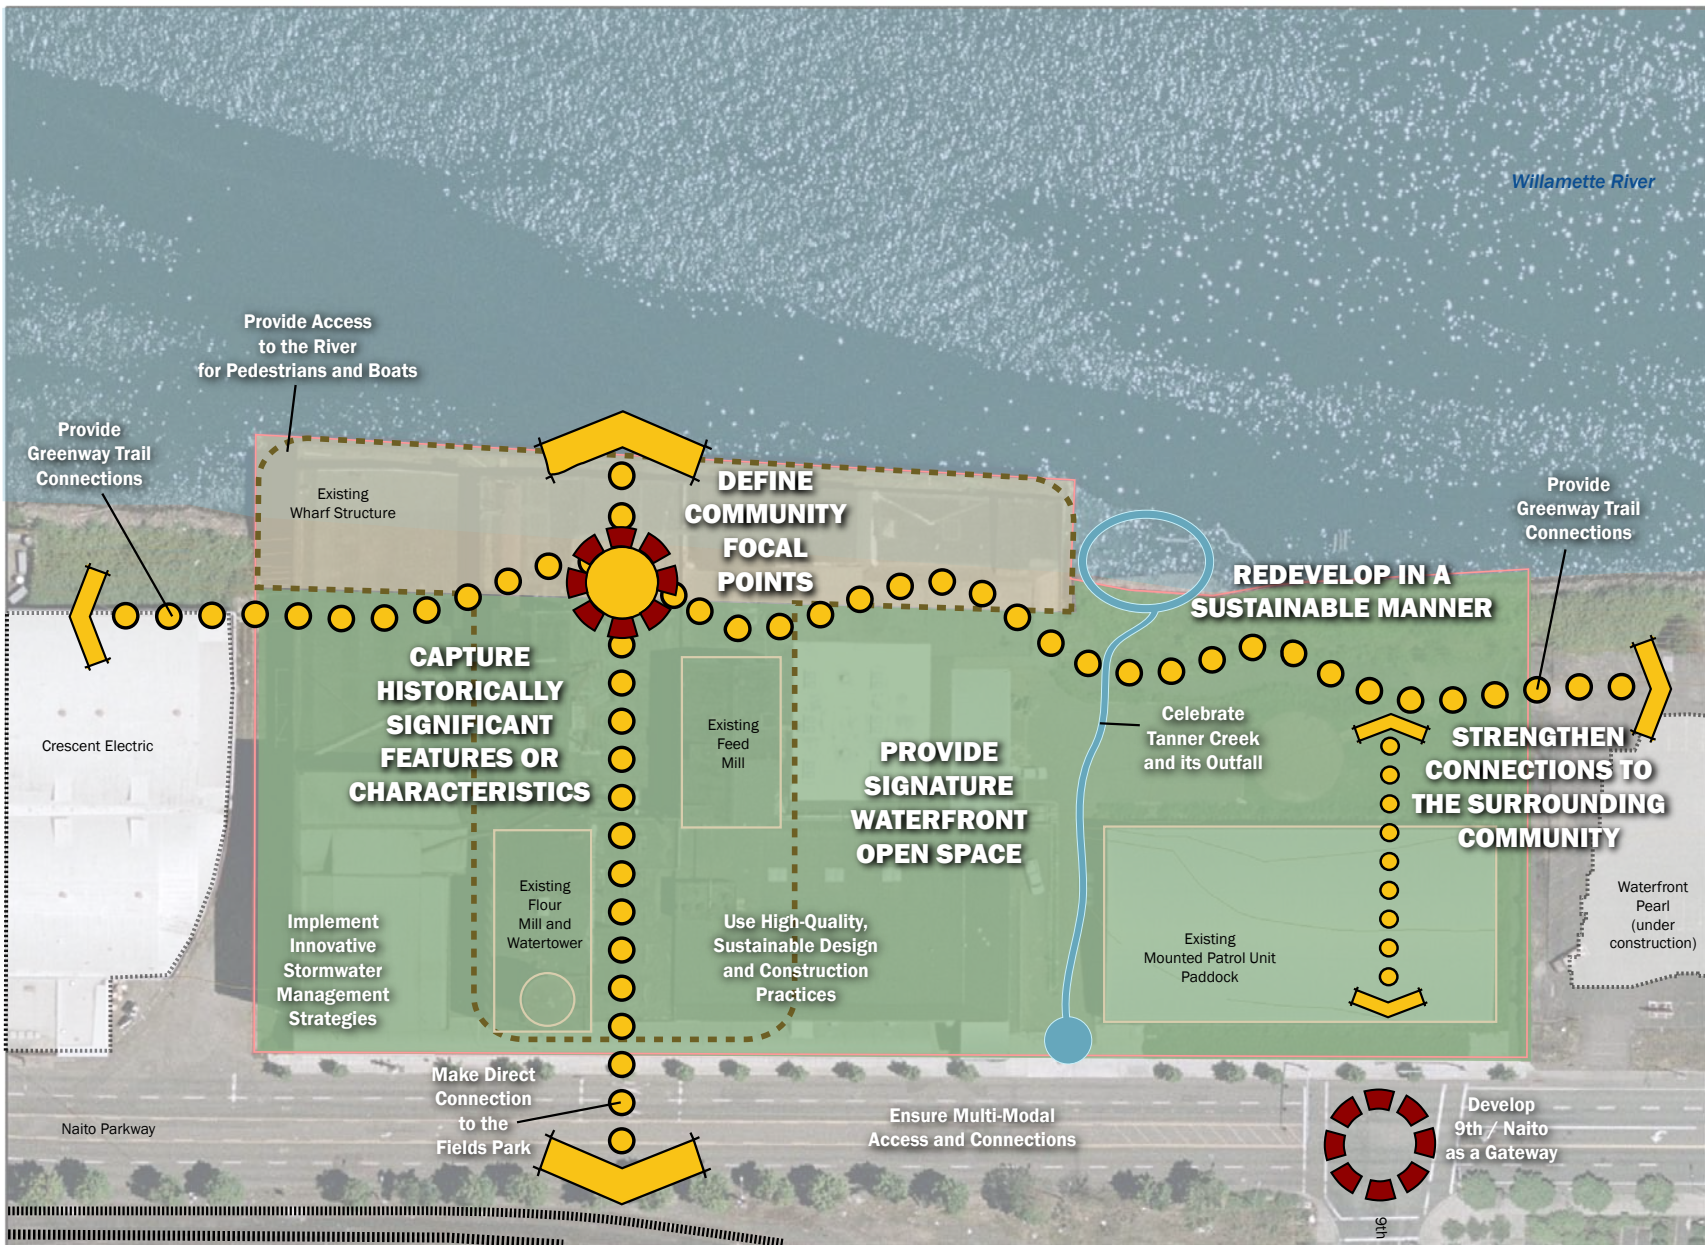 Willamette River
Provide Access
to the River
for Pedestrians and Boats
Provide
Greenway Trail
Connections
Existing
Wharf Structure
DEFINE
COMMUNITY
FOCAL
POINTS
Provide
Greenway Trail
Connections
REDEVELOP IN A
SUSTAINABLE MANNER
CAPTURE
HISTORICALLY
SIGNIFICANT
FEATURES OR
CHARACTERISTICS
Crescent Electric
Existing
Feed
Mill
PROVIDE
SIGNATURE
WATERFRONT
OPEN SPACE
Celebrate
Tanner Creek
and its Outfall
STRENGTHEN
CONNECTIONS TO
THE SURROUNDING
COMMUNITY
Existing
Flour
Mill and
Watertower
Implement
Innovative
Stormwater
Management
Strategies
Use High-Quality,
Sustainable Design
and Construction
Practices
Existing
Mounted Patrol Unit
Paddock
Waterfront
Pearl
(under
construction)
Make Direct
Connection
to the
Fields Park
Naito Parkway
Ensure Multi-Modal
Access and Connections
Develop
9th / Naito
as a Gateway
9th